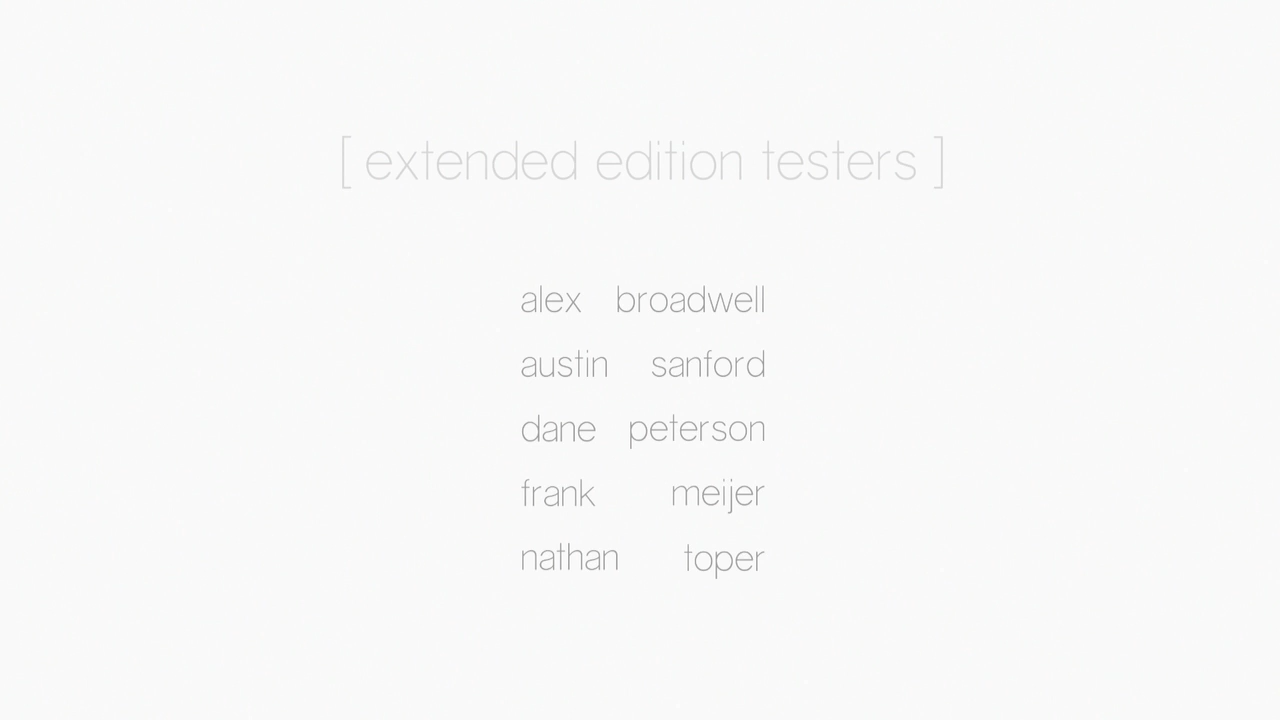 [ extended edition testers ]
alex broadwell
austin sanford
dane peterson
frank meijer
nathan toper